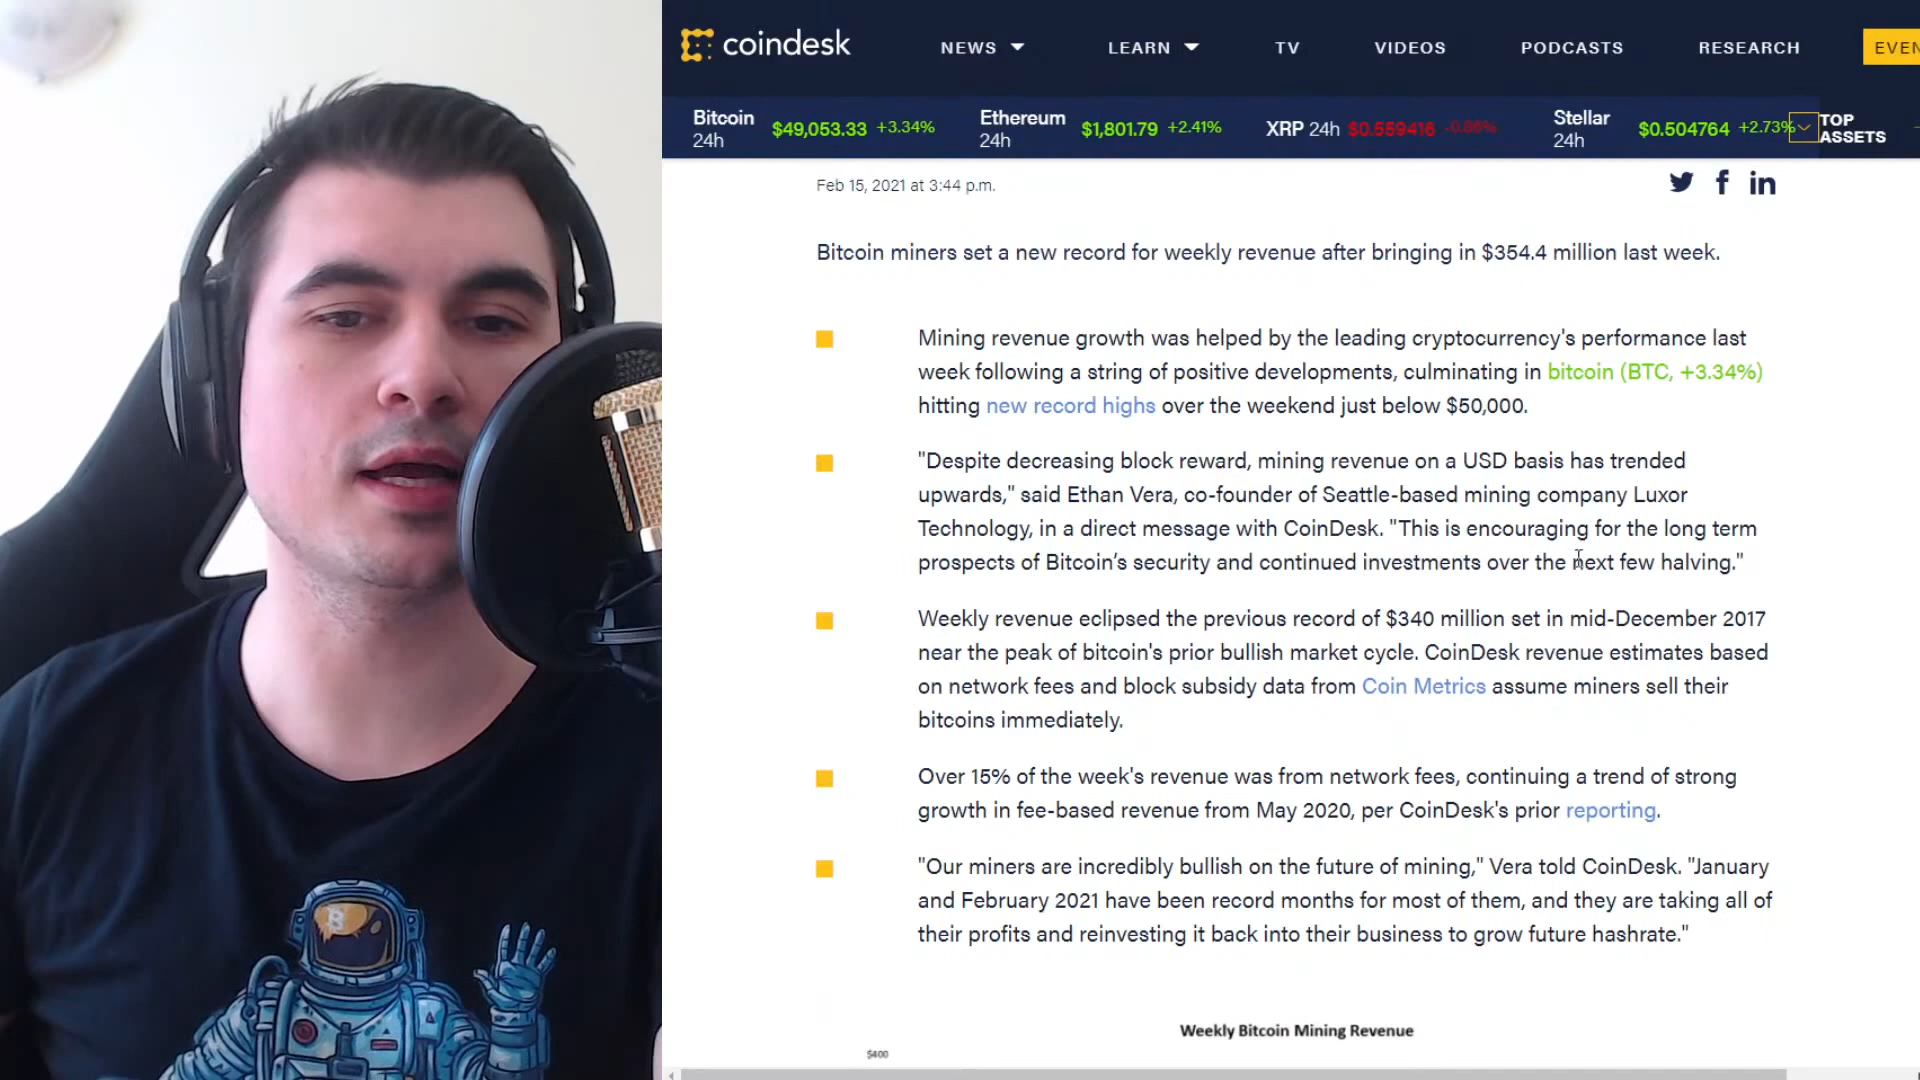 coindesk NEWS LEARN TV VIDEOS PODCASTS RESEARCH EVEN
Bitcoin 24h $49,053.33 +3.34% Ethereum 24h $1,801.79 +2.41% XRP 24h $0.559416 -0.86% Stellar 24h $0.504764 +2.73% TOP ASSETS
Feb 15, 2021 at 3:44 p.m.
Bitcoin miners set a new record for weekly revenue after bringing in $354.4 million last week.
Mining revenue growth was helped by the leading cryptocurrency's performance last
week following a string of positive developments, culminating in bitcoin (BTC, +3.34%)
hitting new record highs over the weekend just below $50,000.
"Despite decreasing block reward, mining revenue on a USD basis has trended
upwards," said Ethan Vera, co-founder of Seattle-based mining company Luxor
Technology, in a direct message with CoinDesk. "This is encouraging for the long term
prospects of Bitcoin's security and continued investments over the next few halving."
Weekly revenue eclipsed the previous record of $340 million set in mid-December 2017
near the peak of bitcoin's prior bullish market cycle. CoinDesk revenue estimates based
on network fees and block subsidy data from Coin Metrics assume miners sell their
bitcoins immediately.
Over 15% of the week's revenue was from network fees, continuing a trend of strong
growth in fee-based revenue from May 2020, per CoinDesk's prior reporting.
"Our miners are incredibly bullish on the future of mining," Vera told CoinDesk. "January
and February 2021 have been record months for most of them, and they are taking all of
their profits and reinvesting it back into their business to grow future hashrate."
Weekly Bitcoin Mining Revenue
$400